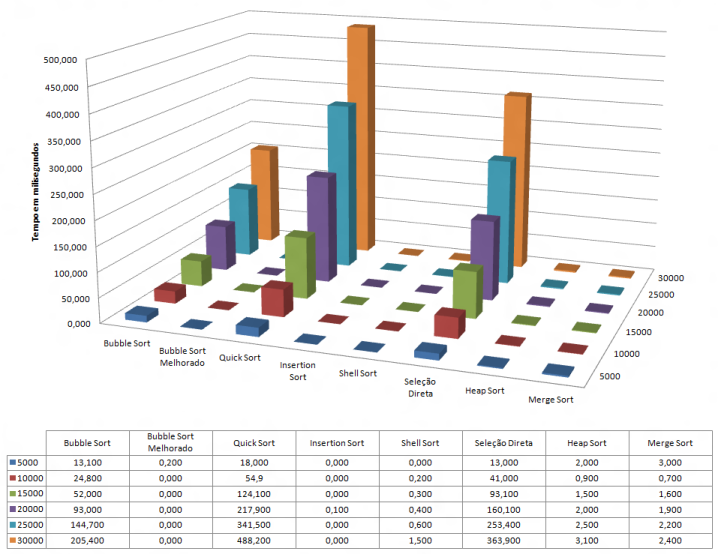 500,000
450,000
400,000
350,000
300,000
250,000
200,000
150,000
100,000
50,000
0,000
Tempo em milisegundos
Bubble Sort
Bubble Sort
Melhorado
Quick Sort
Insertion
Sort
Shell Sort
Seleção
Direta
Heap Sort
Merge Sort
30000
25000
20000
15000
10000
5000
Bubble Sort Bubble Sort Melhorado Quick Sort Insertion Sort Shell Sort Seleção Direta Heap Sort Merge Sort
5000 13,100 0,200 18,000 0,000 0,000 13,000 2,000 3,000
10000 24,800 0,000 54,9 0,000 0,200 41,000 0,900 0,700
15000 52,000 0,000 124,100 0,000 0,300 93,100 1,500 1,600
20000 93,000 0,000 217,900 0,100 0,400 160,100 2,000 1,900
25000 144,700 0,000 341,500 0,000 0,600 253,400 2,500 2,200
30000 205,400 0,000 488,200 0,000 1,500 363,900 3,100 2,400